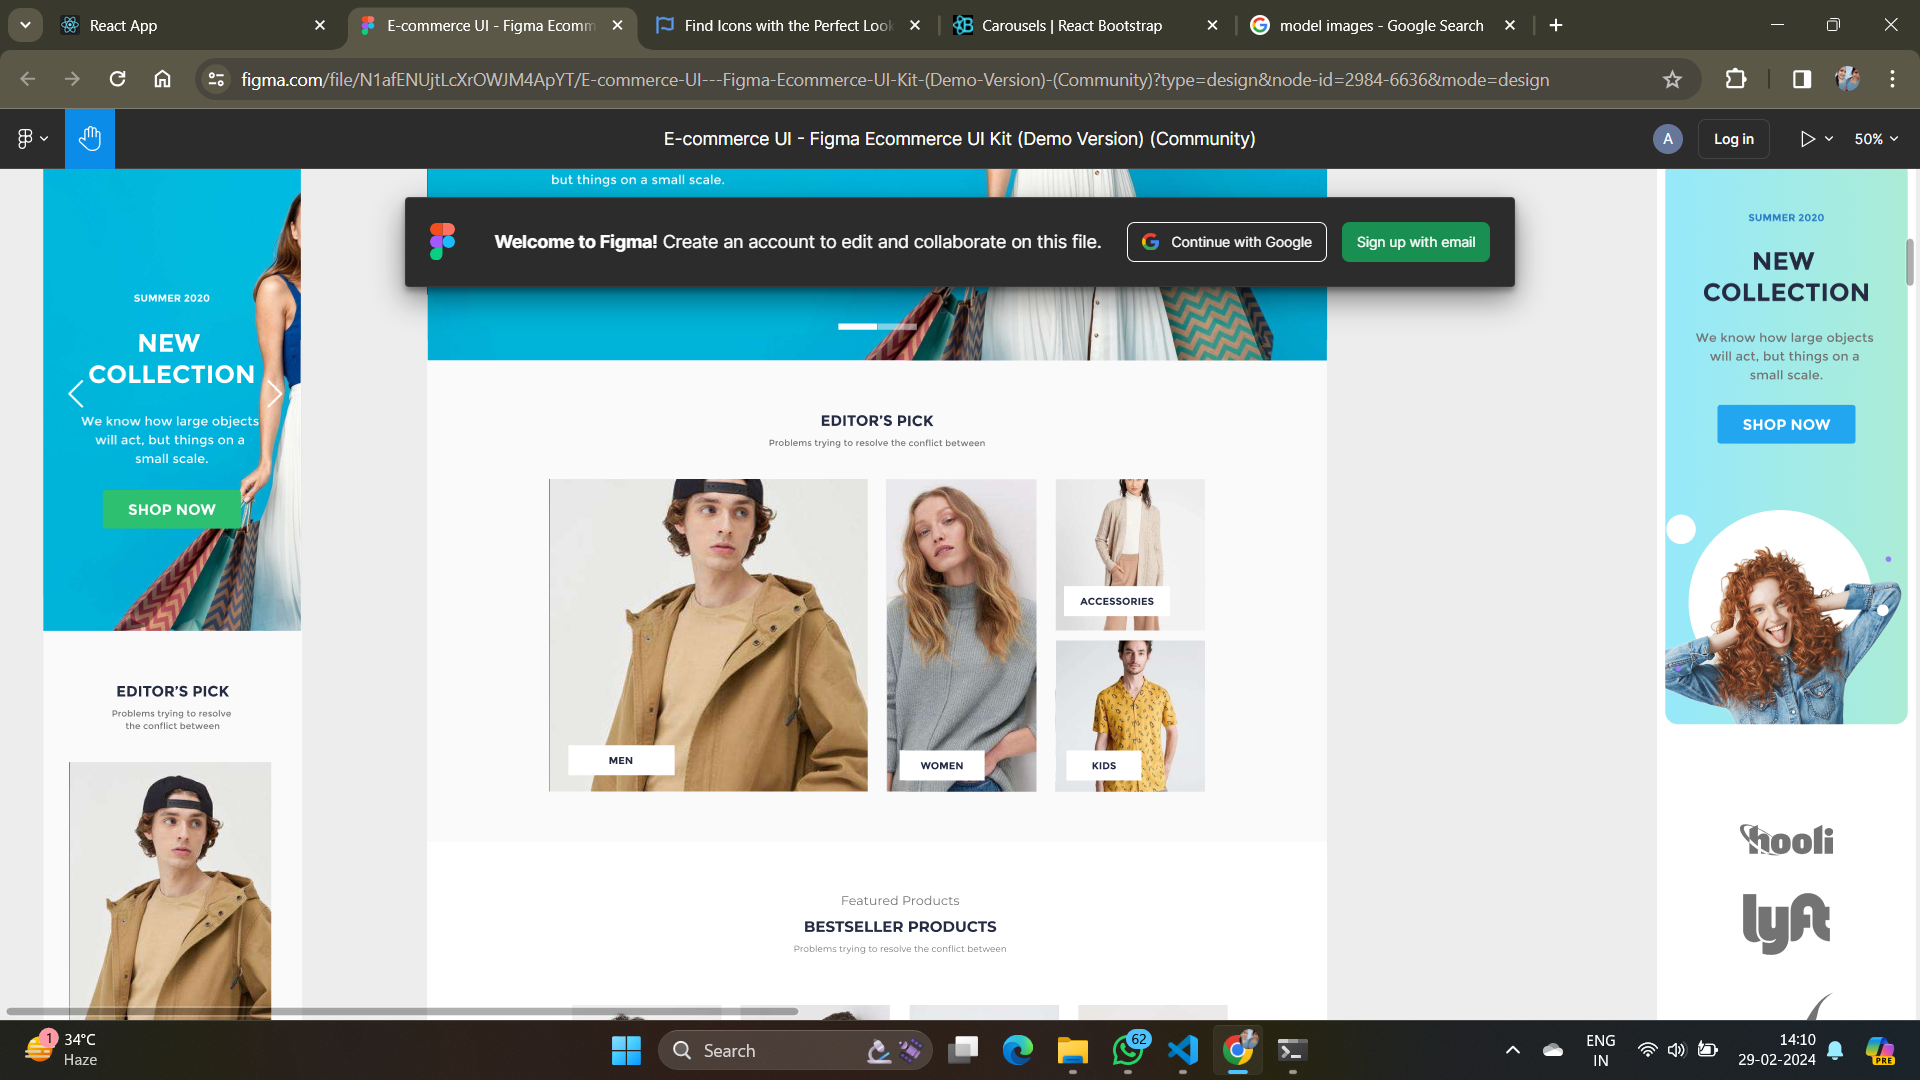 React App
E-commerce UI - Figma Ecomm
Find Icons with the Perfect Look
Carousels | React Bootstrap
model images - Google Search
figma.com/file/N1afENUjtLcXrOWJM4ApYT/E-commerce-UI---Figma-Ecommerce-UI-Kit-(Demo-Version)-(Community)?type=design&node-id=2984-6636&mode=design
E-commerce UI - Figma Ecommerce UI Kit (Demo Version) (Community)
A
Log in
50%
but things on a small scale.
Welcome to Figma! Create an account to edit and collaborate on this file.
Continue with Google
Sign up with email
SUMMER 2020
NEW
COLLECTION
We know how large objects
will act, but things on a
small scale.
SHOP NOW
EDITOR'S PICK
Problems trying to resolve
the conflict between
EDITOR'S PICK
Problems trying to resolve the conflict between
MEN
WOMEN
ACCESSORIES
KIDS
Featured Products
BESTSELLER PRODUCTS
Problems trying to resolve the conflict between
SUMMER 2020
NEW
COLLECTION
We know how large objects
will act, but things on a
small scale.
SHOP NOW
hooli
lyft
1
34°C
Haze
Search
62
PRE
ENG
IN
14:10
29-02-2024